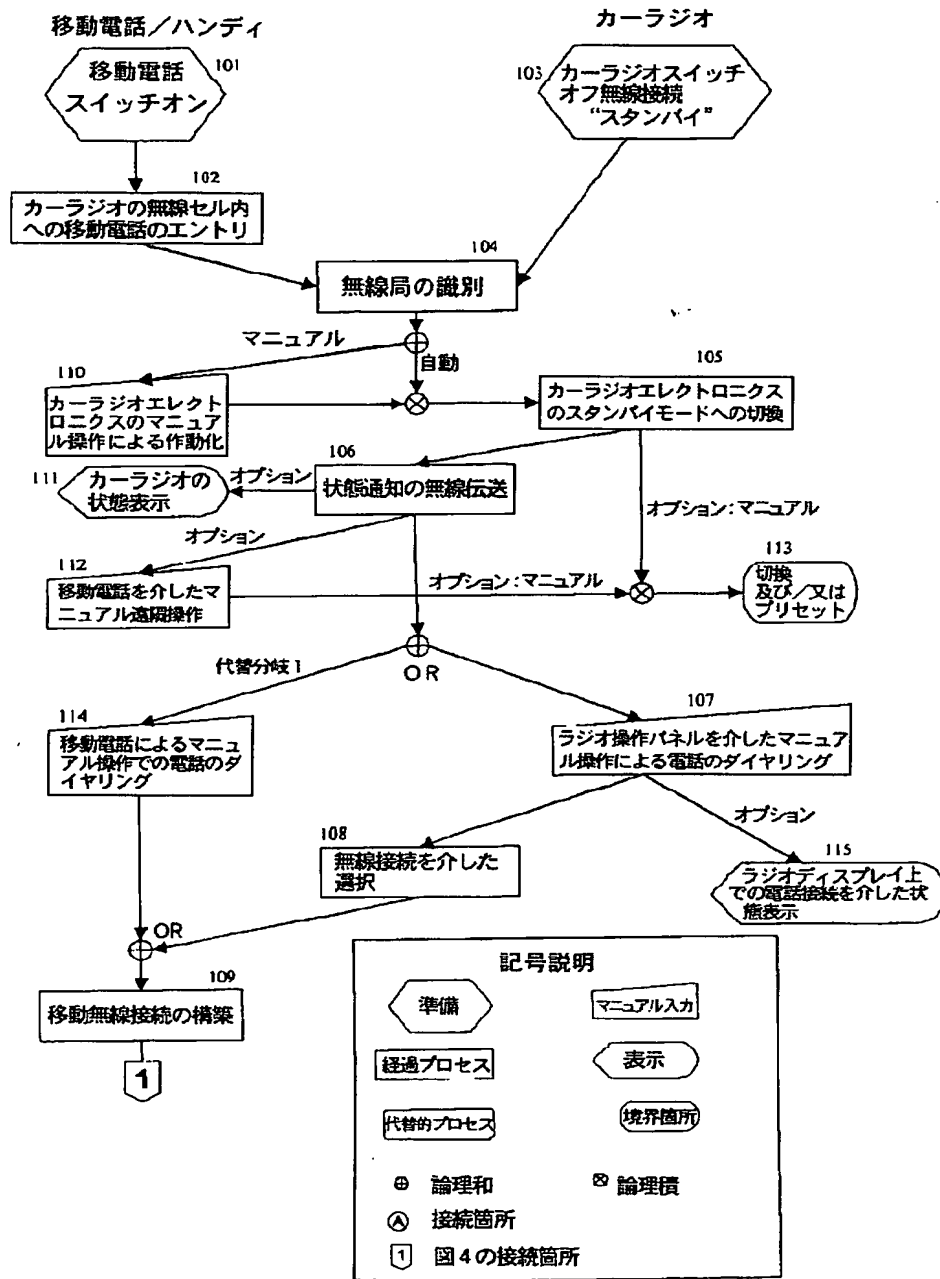 移動電話／ハンディ
カーラジオ
移動電話
スイッチオン
101
103
カーラジオスイッチ
オフ無線接続
“スタンバイ”
102
カーラジオの無線セル内
への移動電話のエントリ
104
無線局の識別
マニュアル
自動
110
カーラジオエレクト
ロニクスのマニュア
ル操作による作動化
105
カーラジオエレクトロニクス
のスタンバイモードへの切換
106
状態通知の無線伝送
オプション
111
カーラジオの
状態表示
オプション
オプション：マニュアル
112
移動電話を介したマ
ニュアル遠隔操作
オプション：マニュアル
113
切換
及び／又は
プリセット
代替分岐1
OR
114
移動電話によるマニュ
アル操作での電話のダ
イヤリング
107
ラジオ操作パネルを介したマニュア
ル操作による電話のダイヤリング
オプション
108
無線接続を介した
選択
115
ラジオディスプレイ上
での電話接続を介した状
態表示
OR
109
移動無線接続の構築
1
記号説明
準備
マニュアル入力
経過プロセス
表示
代替的プロセス
境界箇所
論理和
論理積
A 接続箇所
1 図4の接続箇所